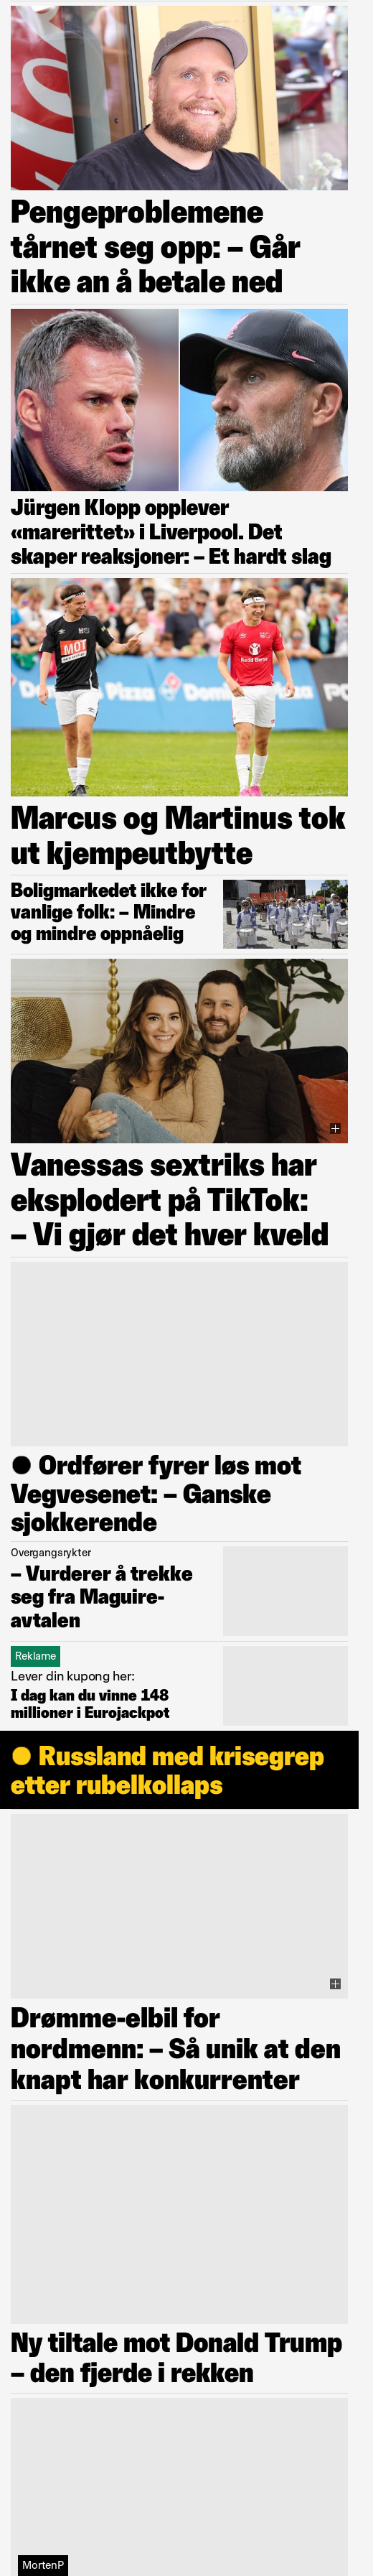 Pengeproblemene
tårnet seg opp: – Går
ikke an å betale ned
Jürgen Klopp opplever
«marerittet» i Liverpool. Det
skaper reaksjoner: – Et hardt slag
MOT
Redd Barna
Pizza
Marcus og Martinus tok
ut kjempeutbytte
Boligmarkedet ikke for
vanlige folk: – Mindre
og mindre oppnåelig
Vanessas sextriks har
eksplodert på TikTok:
– Vi gjør det hver kveld
● Ordfører fyrer løs mot
Vegvesenet: – Ganske
sjokkerende
Overgangsrykter
– Vurderer å trekke
seg fra Maguire-
avtalen
Reklame
Lever din kupong her:
I dag kan du vinne 148
millioner i Eurojackpot
● Russland med krisegrep
etter rubelkollaps
Drømme-elbil for
nordmenn: – Så unik at den
knapt har konkurrenter
Ny tiltale mot Donald Trump
– den fjerde i rekken
MortenP